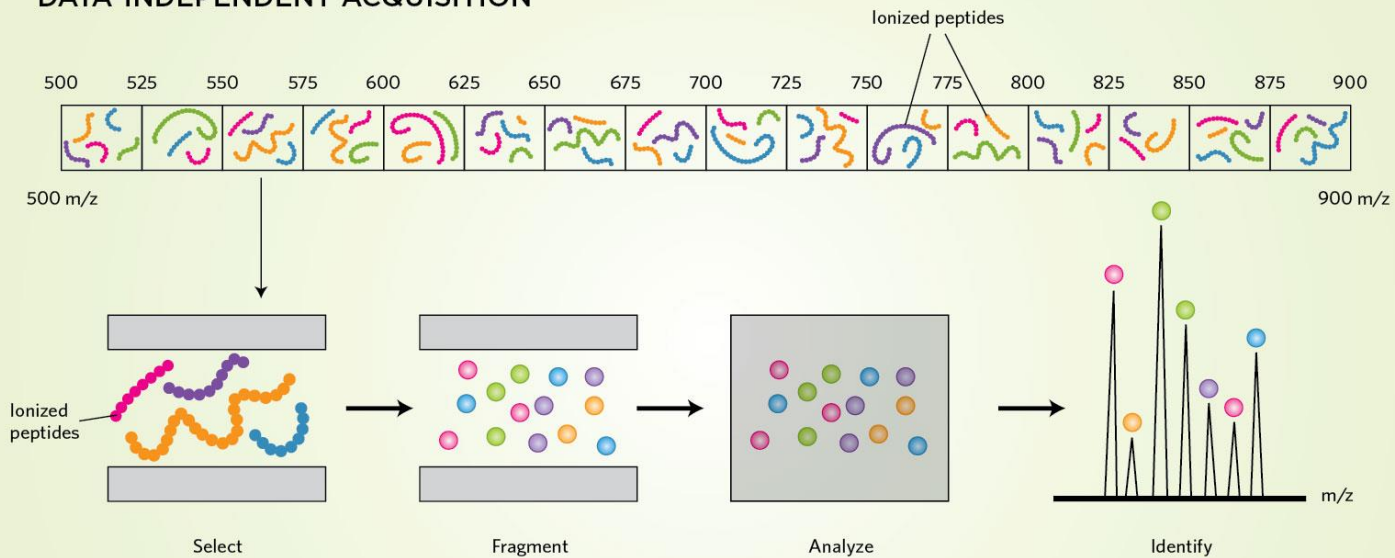 DATA INDEPENDENT ACQUISITION
Ionized peptides
500 525 550 575 600 625 650 675 700 725 750 775 800 825 850 875 900
500 m/z
900 m/z
Ionized
peptides
m/z
Select
Fragment
Analyze
Identify